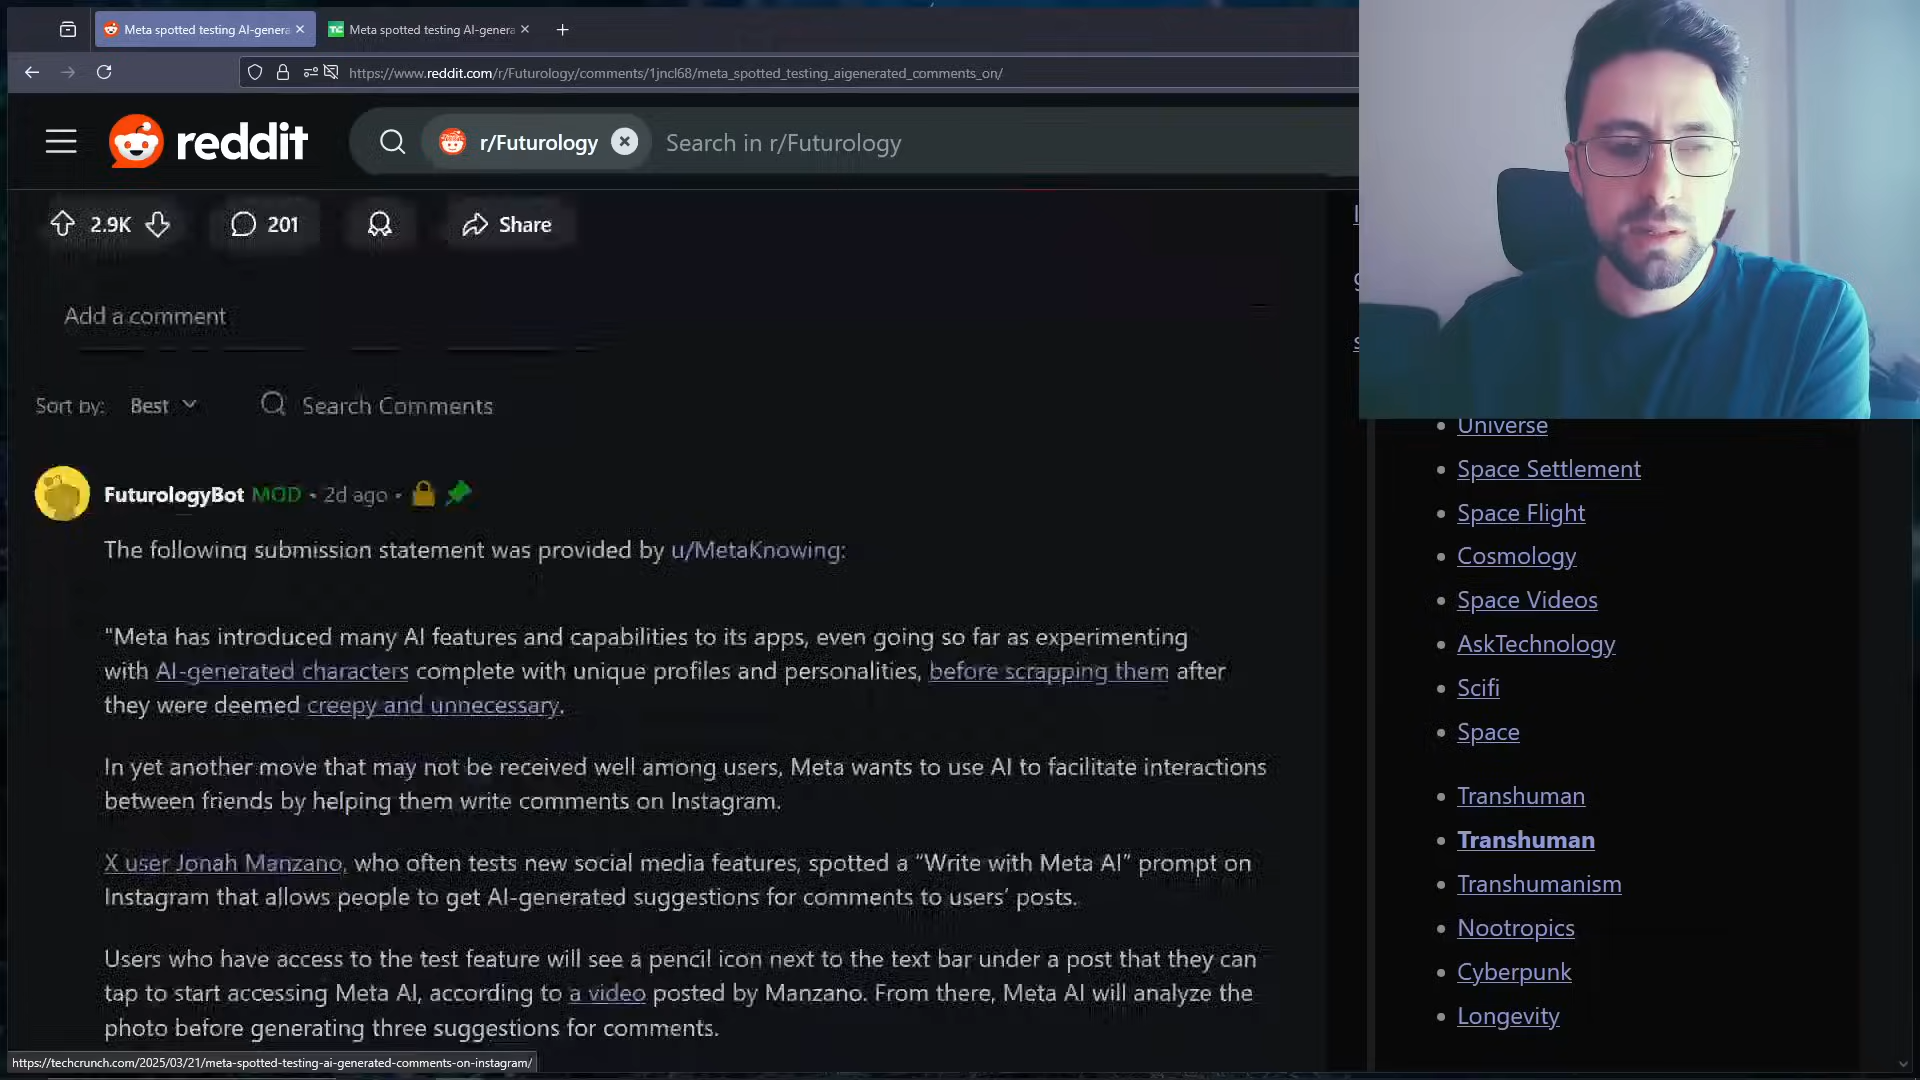 Meta spotted testing AI-genera
Meta spotted testing AI-genera
https://www.reddit.com/r/Futurology/comments/1jncl68/meta_spotted_testing_aigenerated_comments_on/
reddit
r/Futurology
Search in r/Futurology
2.9K
201
Share
Add a comment
Sort by:
Best
Search Comments
FuturologyBot MOD • 2d ago •
The following submission statement was provided by u/MetaKnowing:
"Meta has introduced many AI features and capabilities to its apps, even going so far as experimenting
with AI-generated characters complete with unique profiles and personalities, before scrapping them after
they were deemed creepy and unnecessary.
In yet another move that may not be received well among users, Meta wants to use AI to facilitate interactions
between friends by helping them write comments on Instagram.
X user Jonah Manzano, who often tests new social media features, spotted a “Write with Meta AI” prompt on
Instagram that allows people to get AI-generated suggestions for comments to users’ posts.
Users who have access to the test feature will see a pencil icon next to the text bar under a post that they can
tap to start accessing Meta AI, according to a video posted by Manzano. From there, Meta AI will analyze the
photo before generating three suggestions for comments.
https://techcrunch.com/2025/03/21/meta-spotted-testing-ai-generated-comments-on-instagram/
Universe
Space Settlement
Space Flight
Cosmology
Space Videos
AskTechnology
Scifi
Space
Transhuman
Transhuman
Transhumanism
Nootropics
Cyberpunk
Longevity